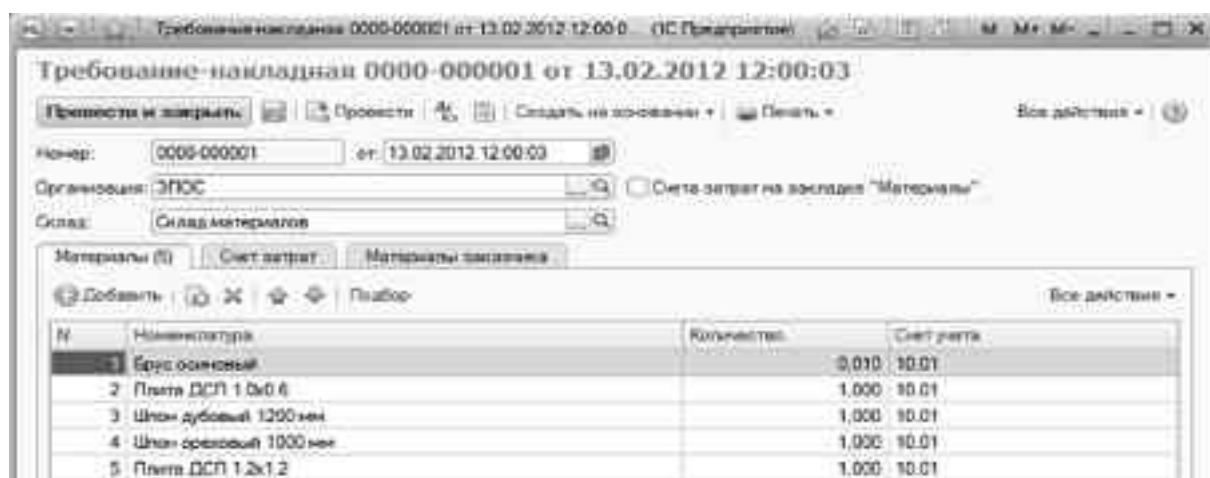 Требование-накладная 0000-000001 от 13.02.2012 12:00:0 (1С:Предприятие) M M+ M-
Требование-накладная 0000-000001 от 13.02.2012 12:00:03
Провести и закрыть Провести Создать на основании Печать Все действия
Номер: 0000-000001 от: 13.02.2012 12:00:03
Организация: ЭПОС ... Счета затрат на закладке "Материалы"
Склад: Склад материалов ...
Материалы (5) Счет затрат Материалы заказчика
Добавить Подбор Все действия
N Номенклатура Количество Счет учета
1 Брус осиновый 0,010 10.01
2 Плита ДСП 1.0х0.6 1,000 10.01
3 Шпон дубовый 1200 мм 1,000 10.01
4 Шпон ореховый 1000 мм 1,000 10.01
5 Плита ДСП 1.2х1.2 1,000 10.01